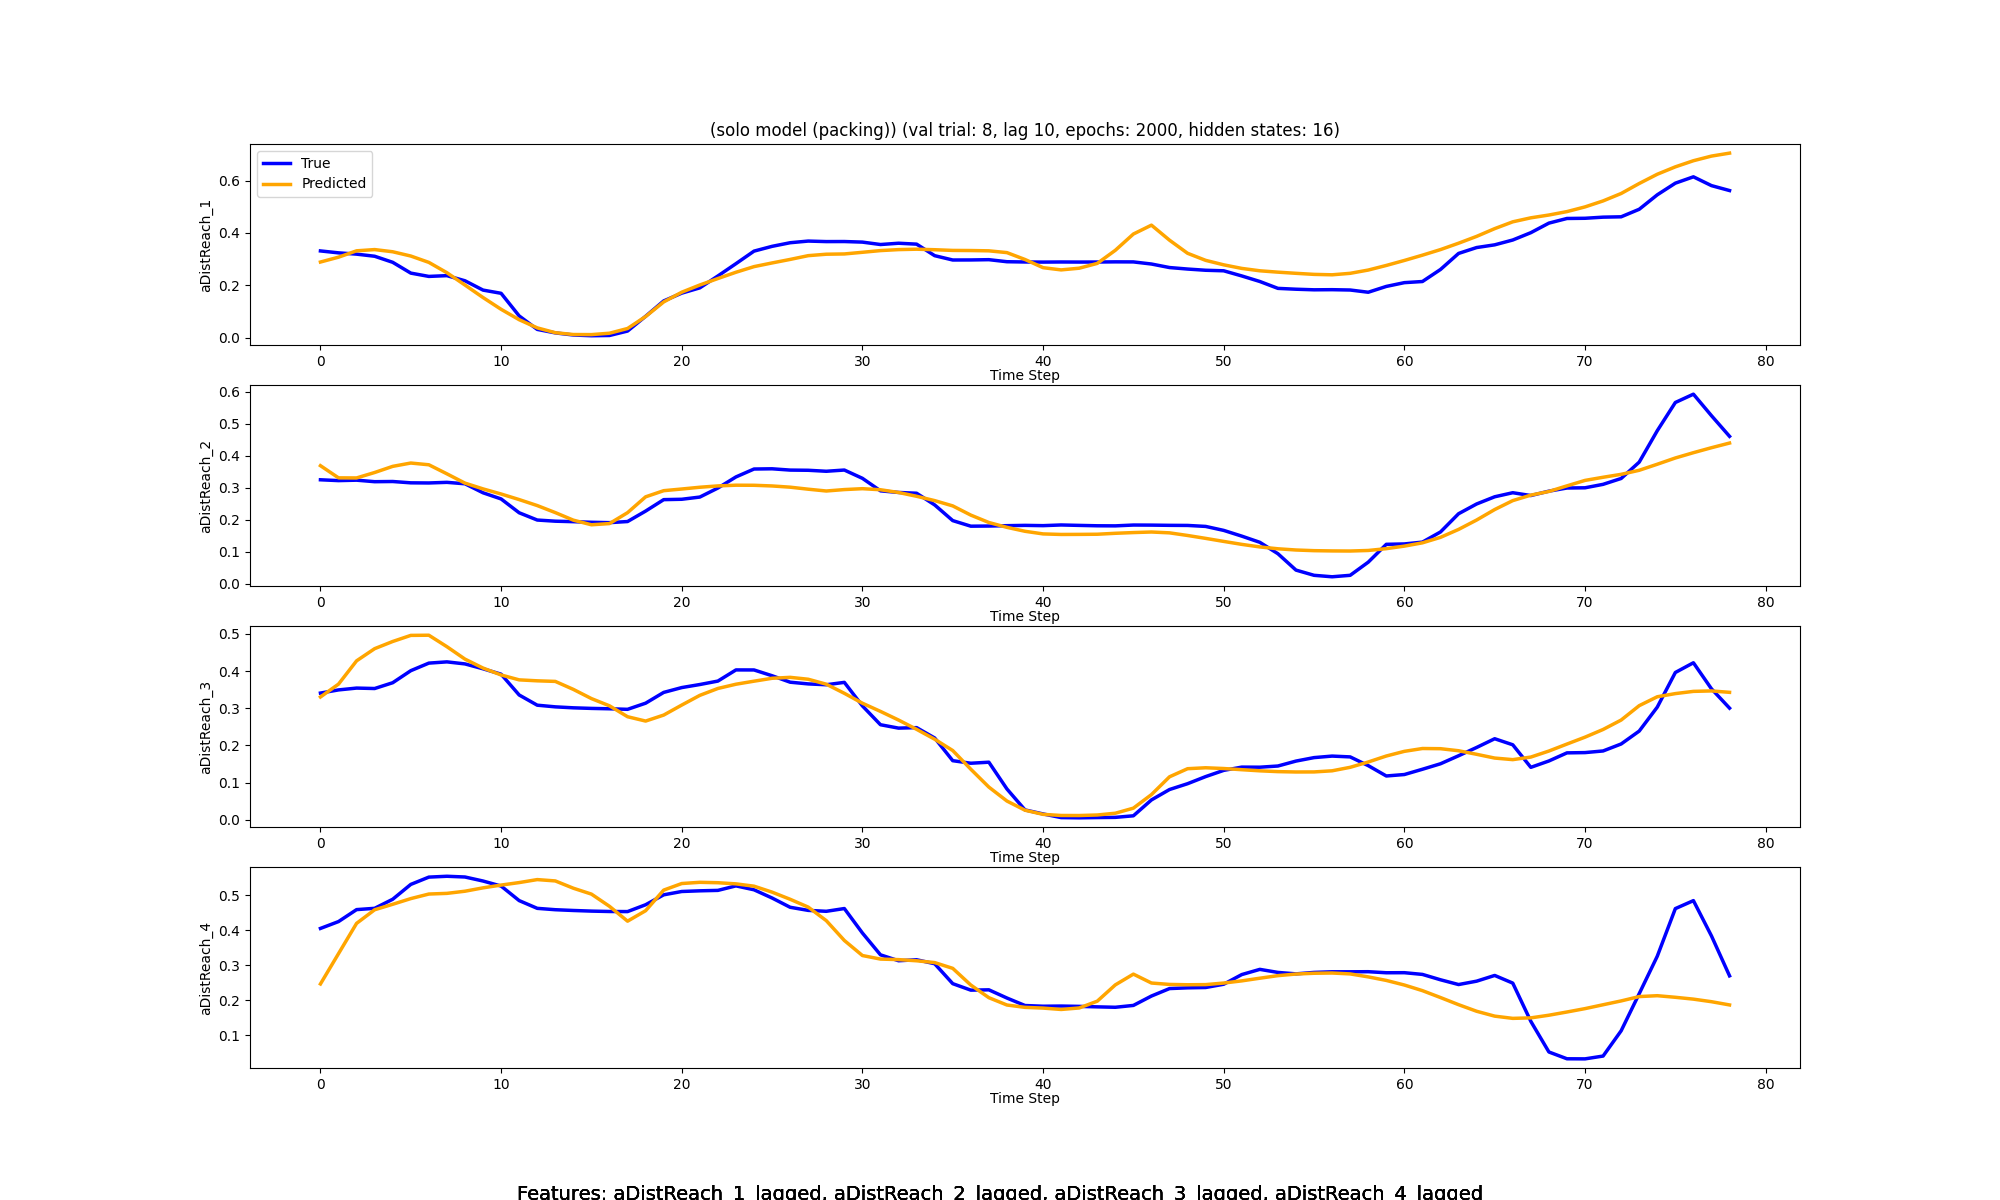 (solo model (packing)) (val trial: 8, lag 10, epochs: 2000, hidden states: 16)
True
Predicted
aDistReach_1
0.6
0.4
0.2
0.0
0 10 20 30 40 50 60 70 80
Time Step
aDistReach_2
0.6
0.5
0.4
0.3
0.2
0.1
0.0
0 10 20 30 40 50 60 70 80
Time Step
aDistReach_3
0.5
0.4
0.3
0.2
0.1
0.0
0 10 20 30 40 50 60 70 80
Time Step
aDistReach_4
0.5
0.4
0.3
0.2
0.1
0 10 20 30 40 50 60 70 80
Time Step
Features: aDistReach_1_lagged, aDistReach_2_lagged, aDistReach_3_lagged, aDistReach_4_lagged